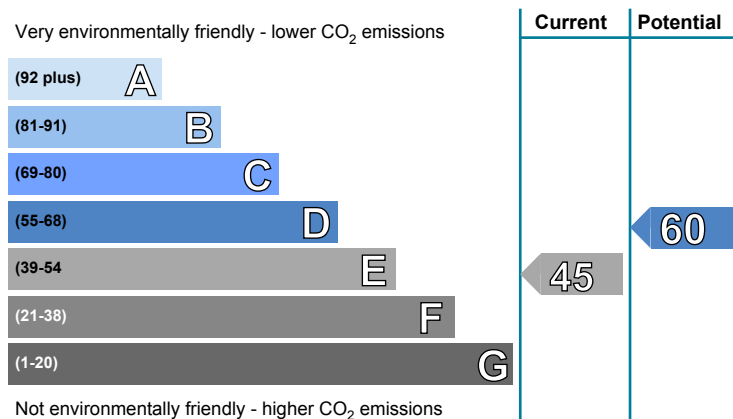 Current Potential
Very environmentally friendly - lower CO2 emissions
(92 plus) A
(81-91) B
(69-80) C
(55-68) D
60
(39-54 E
45
(21-38) F
(1-20) G
Not environmentally friendly - higher CO2 emissions